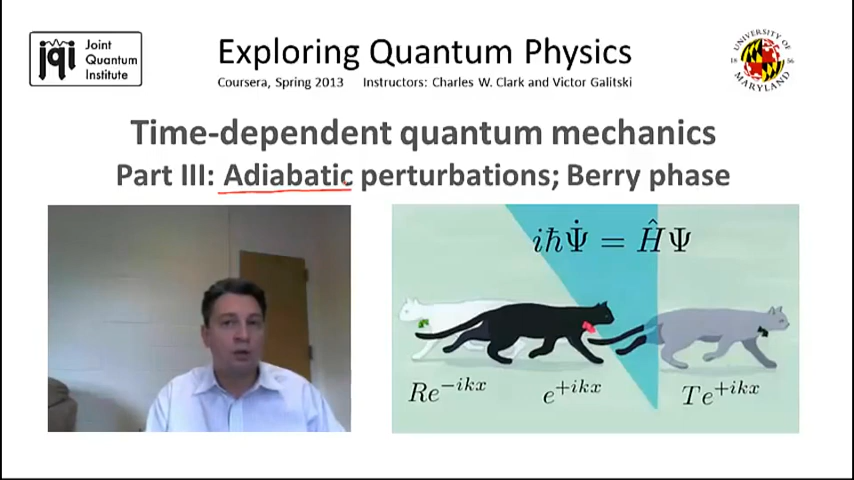 Joint
Quantum
Institute
jqi
Exploring Quantum Physics
Coursera, Spring 2013 Instructors: Charles W. Clark and Victor Galitski
UNIVERSITY OF
18 56
MARYLAND
Time-dependent quantum mechanics
Part III: Adiabatic perturbations; Berry phase
iħΨ̇ = ĤΨ
Re^{-ikx} e^{+ikx} Te^{+ikx}